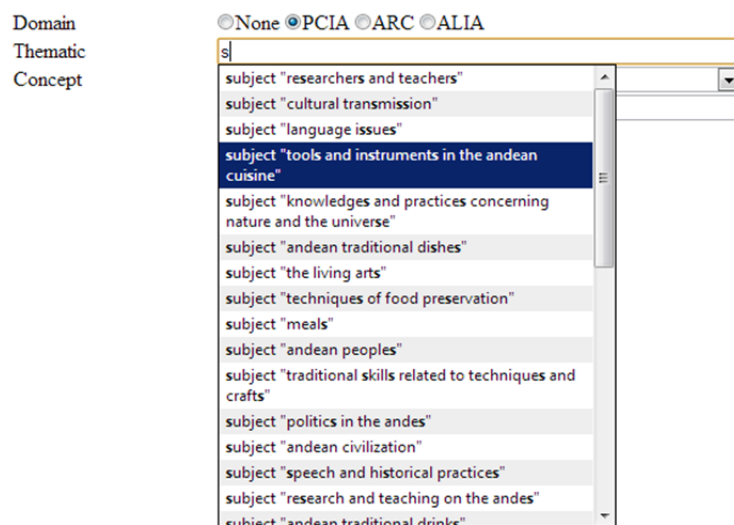 Domain None PCIA ARC ALIA
Thematic s
Concept
subject "researchers and teachers"
subject "cultural transmission"
subject "language issues"
subject "tools and instruments in the andean
cuisine"
subject "knowledges and practices concerning
nature and the universe"
subject "andean traditional dishes"
subject "the living arts"
subject "techniques of food preservation"
subject "meals"
subject "andean peoples"
subject "traditional skills related to techniques and
crafts"
subject "politics in the andes"
subject "andean civilization"
subject "speech and historical practices"
subject "research and teaching on the andes"
subject "andean traditional drinks"